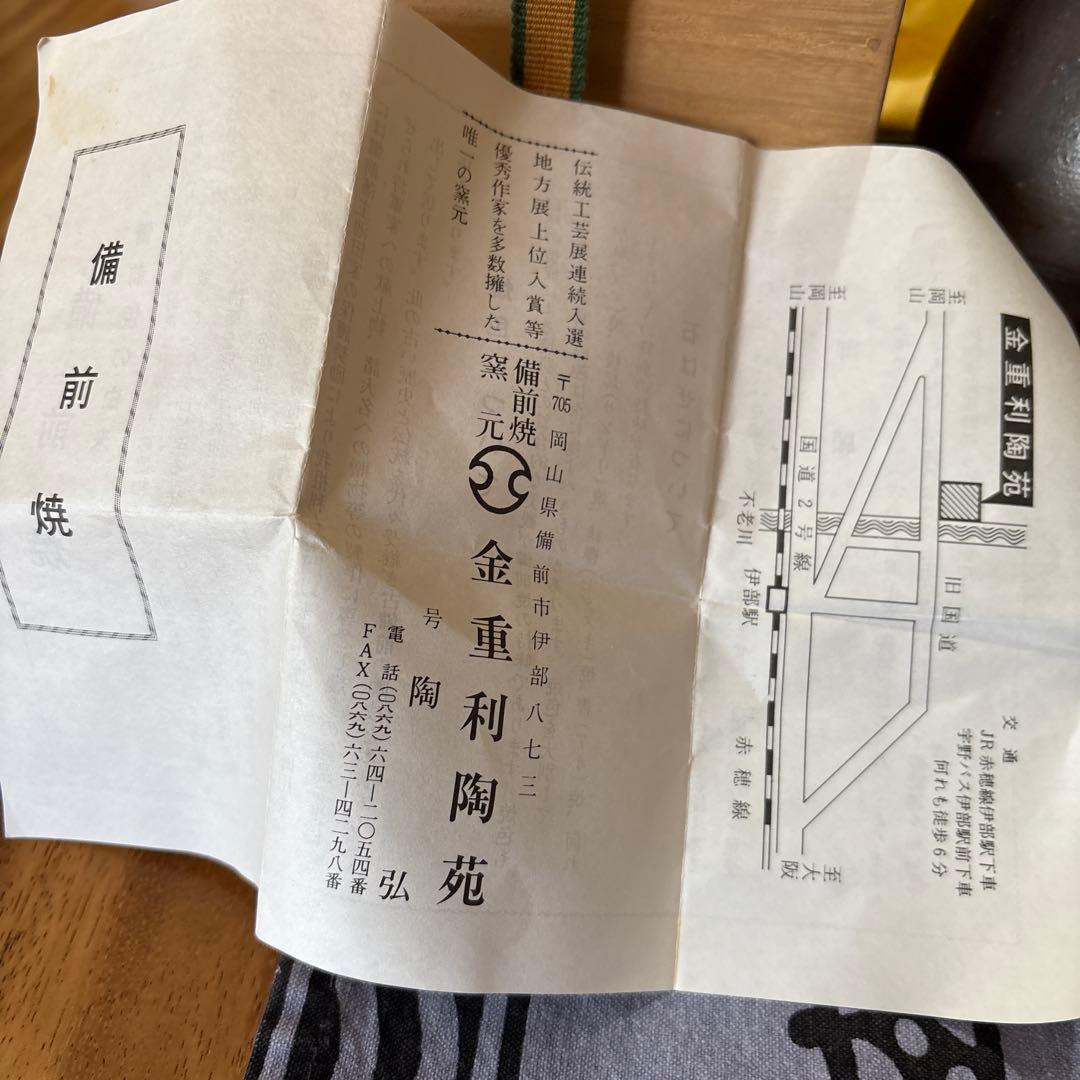 備前焼
伝統工芸展連続入選
地方展上位入賞等
優秀作家を多数擁した
唯一の窯元
〒705 岡山県備前市伊部八七三
備前焼
窯元
金重利陶苑
号 陶弘
電話(〇八六九)六四―二〇五四番
FAX(〇八六九)六三―四二九八番
金重利陶苑
至岡山
至岡山
国道2号線
不老川
伊部駅
旧国道
赤穂線
至大阪
交通
JR赤穂線伊部駅下車
宇野バス伊部駅前下車
何れも徒歩6分